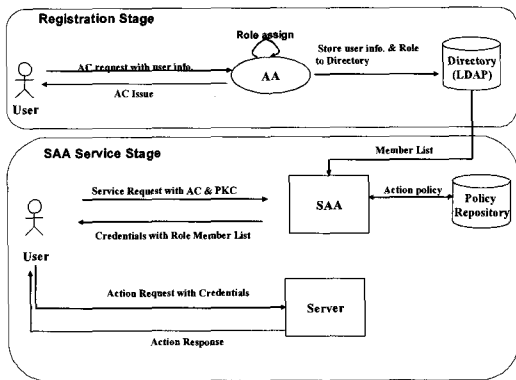 Registration Stage
Role assign
AC request with user info.
AA
Store user info. & Role
to Directory
Directory
(LDAP)
AC Issue
User
SAA Service Stage
Member List
Service Request with AC & PKC
SAA
Action policy
Policy
Repository
Credentials with Role Member List
User
Action Request with Credentials
Server
Action Response